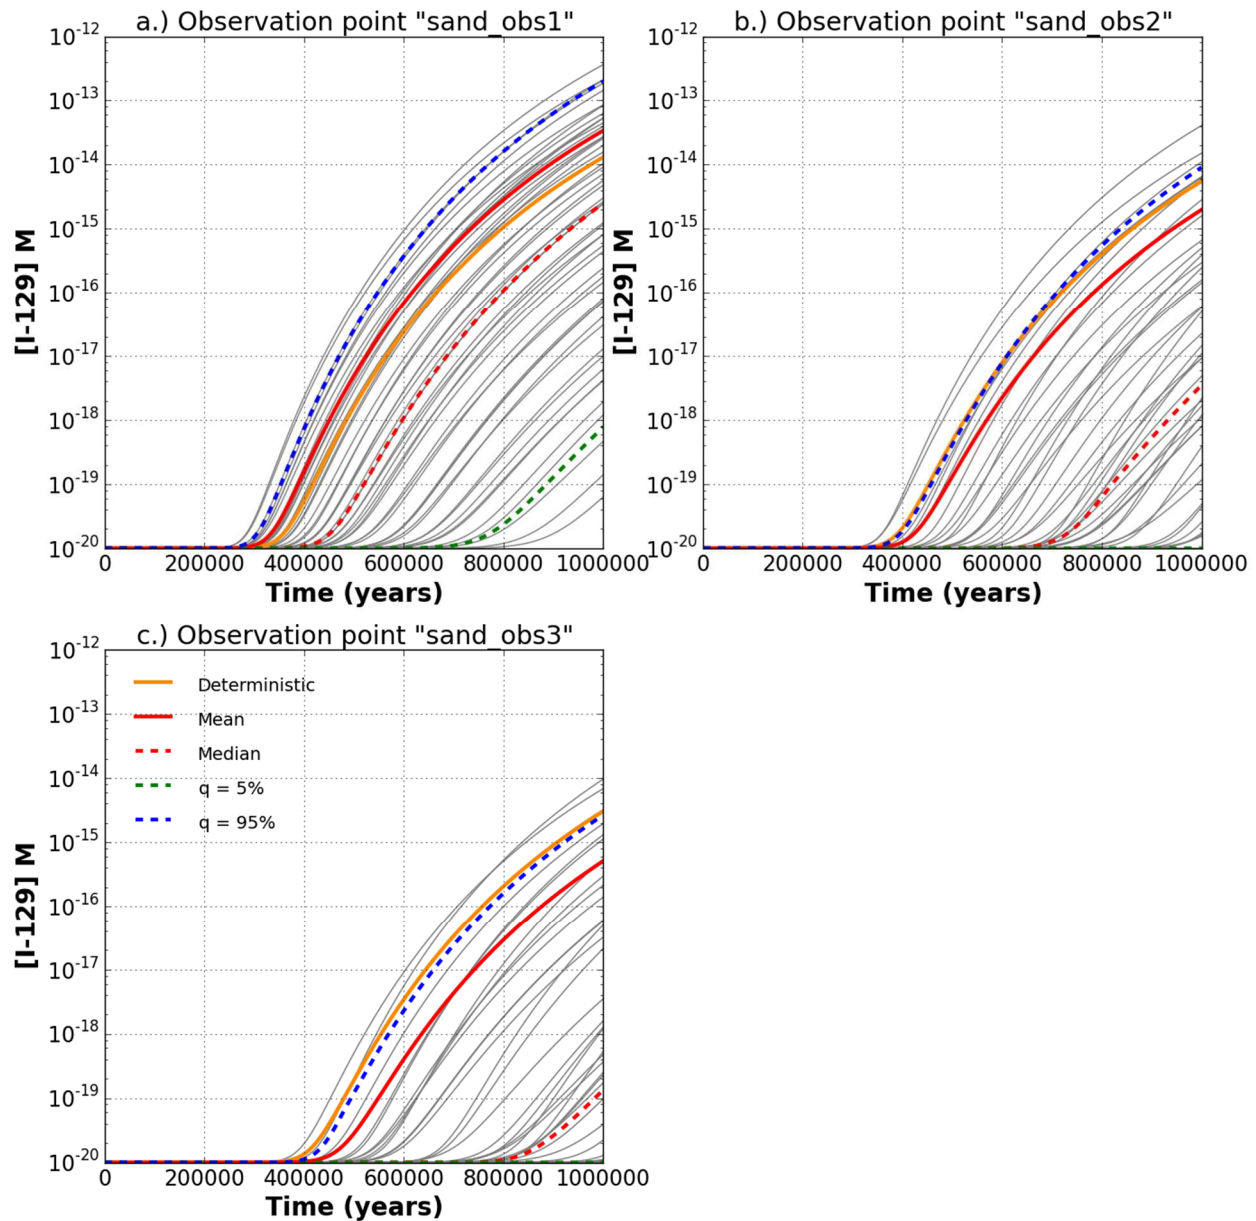 a.) Observation point "sand_obs1"
10^-12
10^-13
10^-14
10^-15
10^-16
10^-17
10^-18
10^-19
10^-20
[I-129] M
0 200000 400000 600000 800000 1000000
Time (years)
b.) Observation point "sand_obs2"
10^-12
10^-13
10^-14
10^-15
10^-16
10^-17
10^-18
10^-19
10^-20
[I-129] M
0 200000 400000 600000 800000 1000000
Time (years)
c.) Observation point "sand_obs3"
10^-12
10^-13
10^-14
10^-15
10^-16
10^-17
10^-18
10^-19
10^-20
[I-129] M
Deterministic
Mean
Median
q = 5%
q = 95%
0 200000 400000 600000 800000 1000000
Time (years)